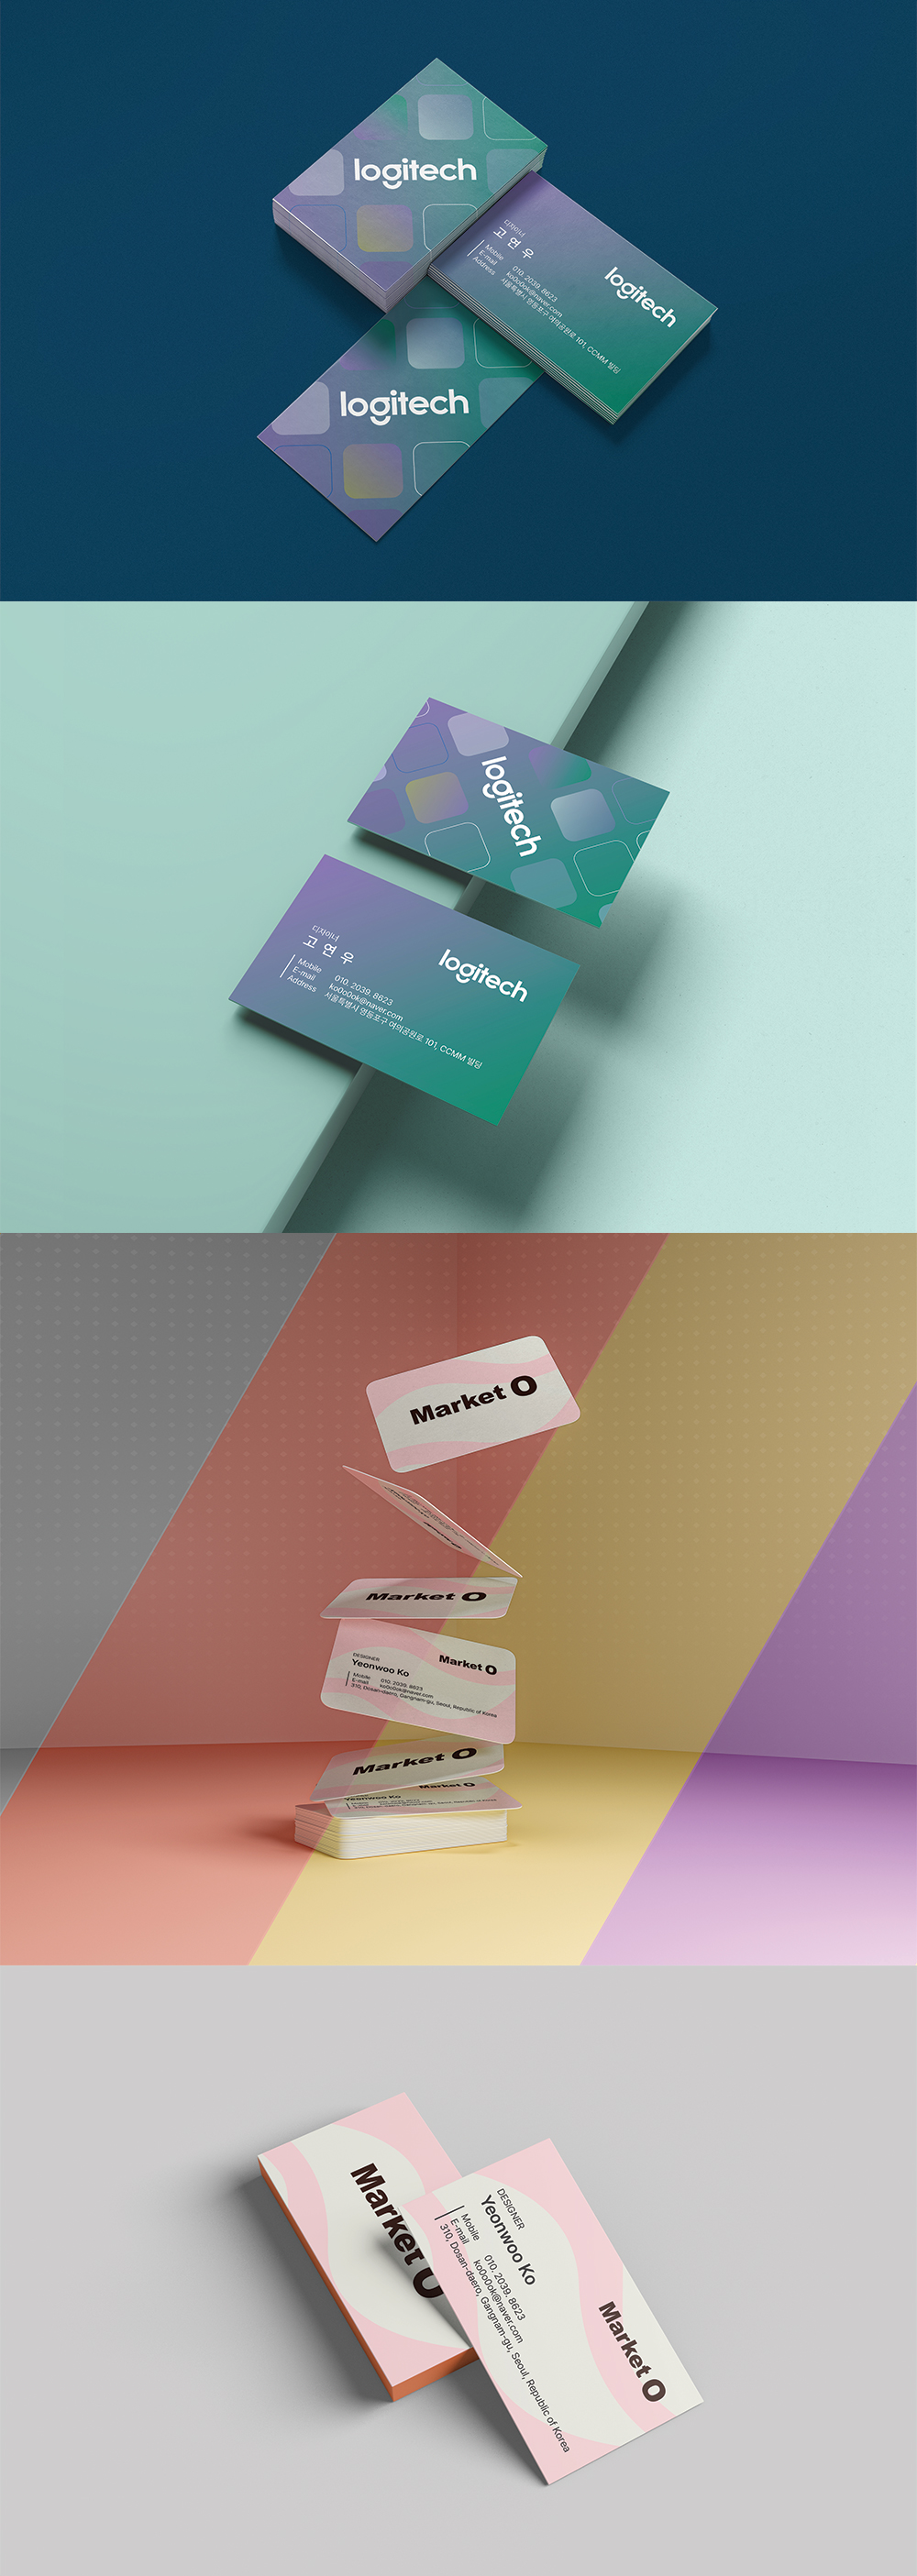 logitech
디자이너
고 연 우
Mobile 010. 2039. 8623
E-mail ko0o0ok@naver.com
Address 서울특별시 영등포구 여의공원로 101, CCMM 빌딩
logitech
logitech
logitech
디자이너
고 연 우
Mobile 010. 2039. 8623
E-mail ko0o0ok@naver.com
Address 서울특별시 영등포구 여의공원로 101, CCMM 빌딩
logitech
Market O
Market O
DESIGNER
Yeonwoo Ko
Mobile 010. 2039. 8623
E-mail ko0o0ok@naver.com
310, Dosan-daero, Gangnam-gu, Seoul, Republic of Korea
Market O
Market O
Market O
Yeonwoo Ko
Market O
DESIGNER
Yeonwoo Ko
Mobile 010. 2039. 8623
E-mail ko0o0ok@naver.com
310, Dosan-daero, Gangnam-gu, Seoul, Republic of Korea
Market O